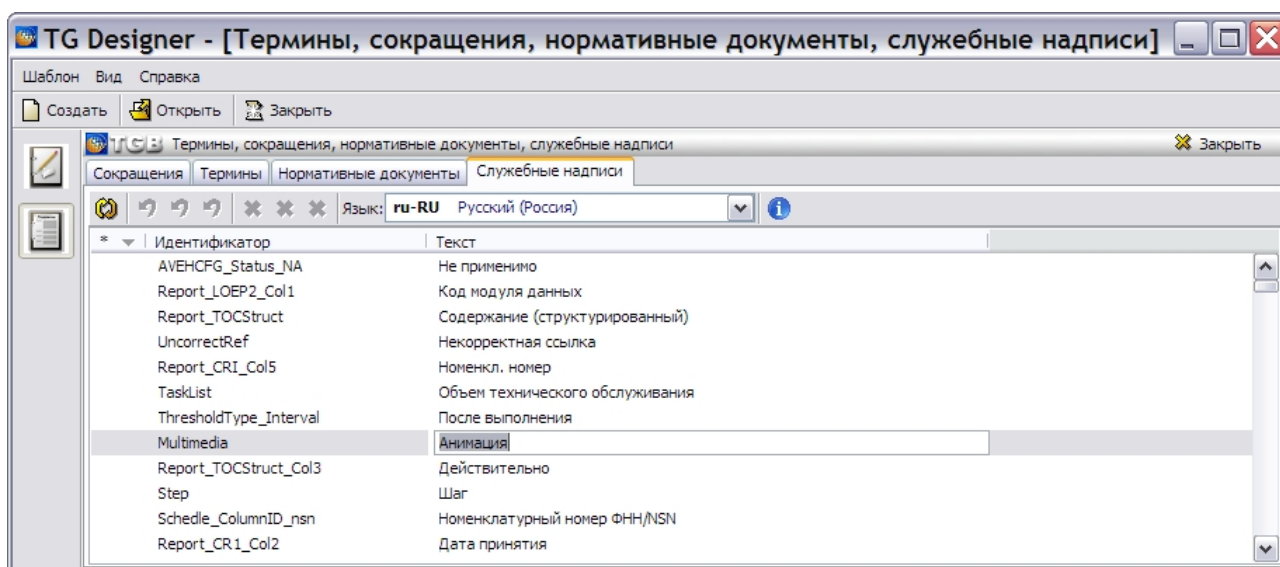 TG Designer - [Термины, сокращения, нормативные документы, служебные надписи]
Шаблон Вид Справка
Создать Открыть Закрыть
TGB Термины, сокращения, нормативные документы, служебные надписи Закрыть
Сокращения Термины Нормативные документы Служебные надписи
Язык: ru-RU Русский (Россия)
* Идентификатор Текст
AVEHCFG_Status_NA Не применимо
Report_LOEP2_Col1 Код модуля данных
Report_TOCStruct Содержание (структурированный)
UncorrectRef Некорректная ссылка
Report_CRI_Col5 Номенкл. номер
TaskList Объем технического обслуживания
ThresholdType_Interval После выполнения
Multimedia Анимация
Report_TOCStruct_Col3 Действительно
Step Шаг
Schedle_ColumnID_nsn Номенклатурный номер ФНН/NSN
Report_CR1_Col2 Дата принятия